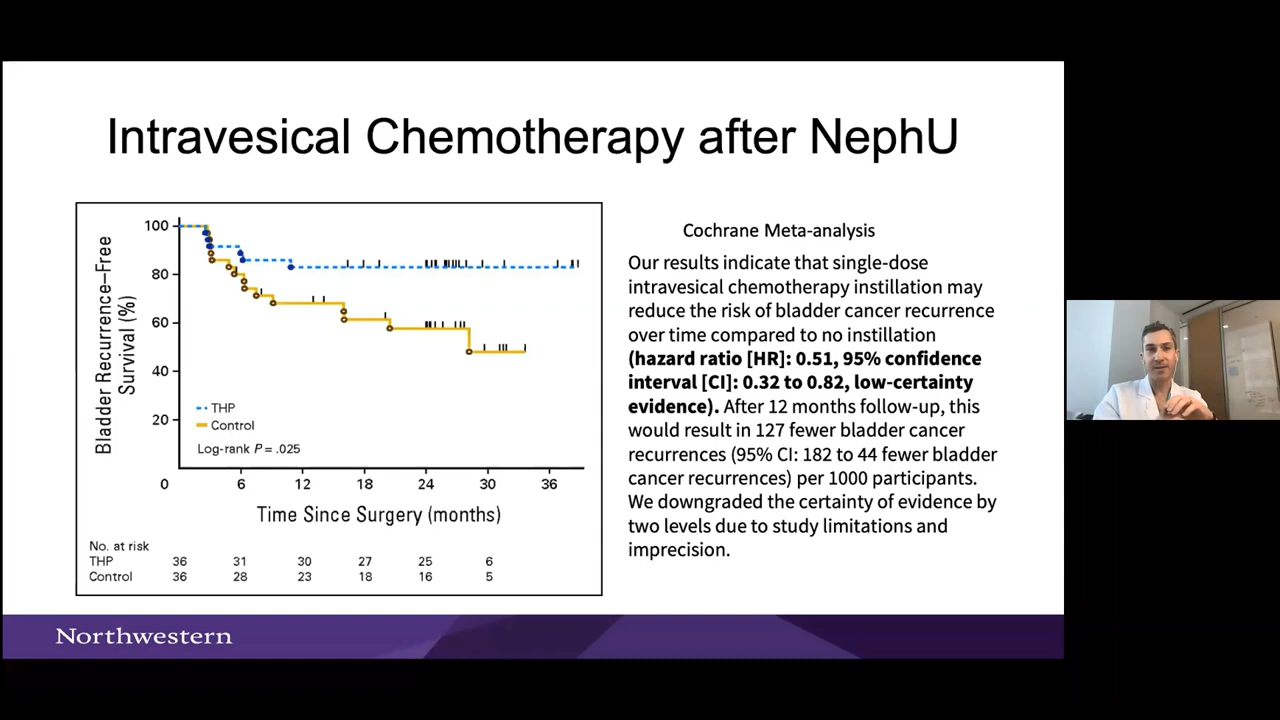 Intravesical Chemotherapy after NephU
Bladder Recurrence–Free
Survival (%)
100
80
60
40
20
THP
Control
Log-rank P = .025
0 6 12 18 24 30 36
Time Since Surgery (months)
No. at risk
THP 36 31 30 27 25 6
Control 36 28 23 18 16 5
Cochrane Meta-analysis
Our results indicate that single-dose
intravesical chemotherapy instillation may
reduce the risk of bladder cancer recurrence
over time compared to no instillation
(hazard ratio [HR]: 0.51, 95% confidence
interval [CI]: 0.32 to 0.82, low-certainty
evidence). After 12 months follow-up, this
would result in 127 fewer bladder cancer
recurrences (95% CI: 182 to 44 fewer bladder
cancer recurrences) per 1000 participants.
We downgraded the certainty of evidence by
two levels due to study limitations and
imprecision.
Northwestern